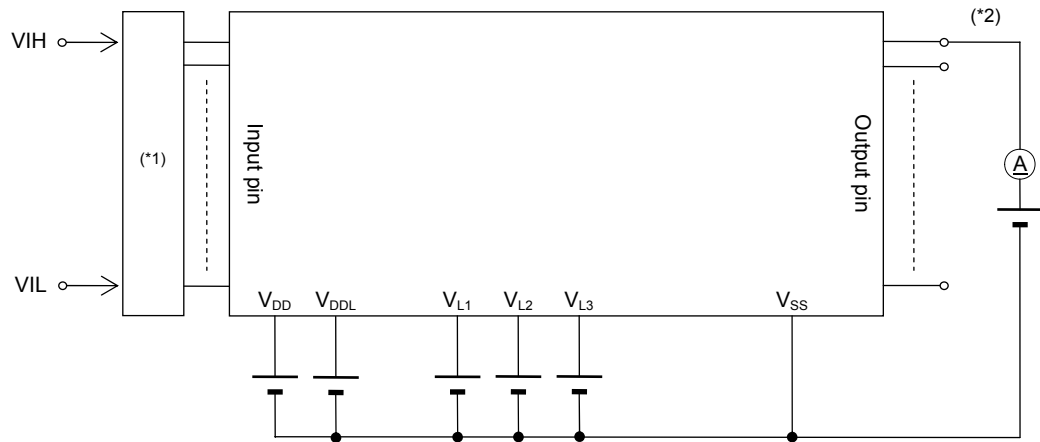 VIH
(*2)
(*1)
Input pin
Output pin
A
VIL
VDD
VDDL
VL1
VL2
VL3
VSS